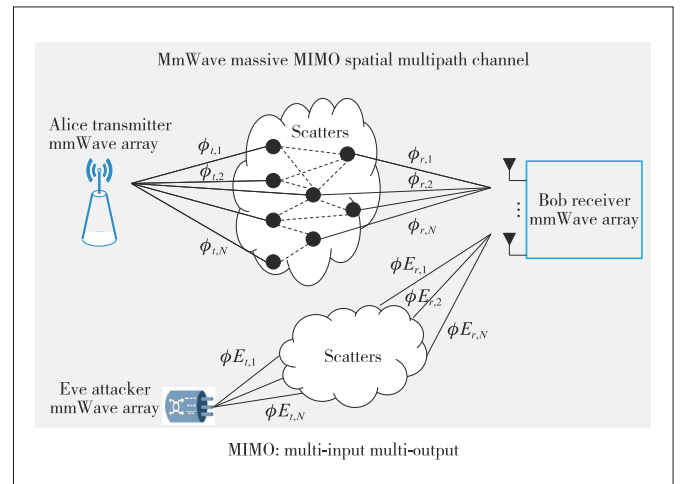 MmWave massive MIMO spatial multipath channel
Alice transmitter
mmWave array
Scatters
ϕt,1
ϕt,2
ϕt,N
ϕr,1
ϕr,2
ϕr,N
Bob receiver
mmWave array
⋮
ϕEr,1
ϕEr,2
ϕEr,N
Scatters
ϕEt,1
ϕEt,N
Eve attacker
mmWave array
MIMO: multi-input multi-output